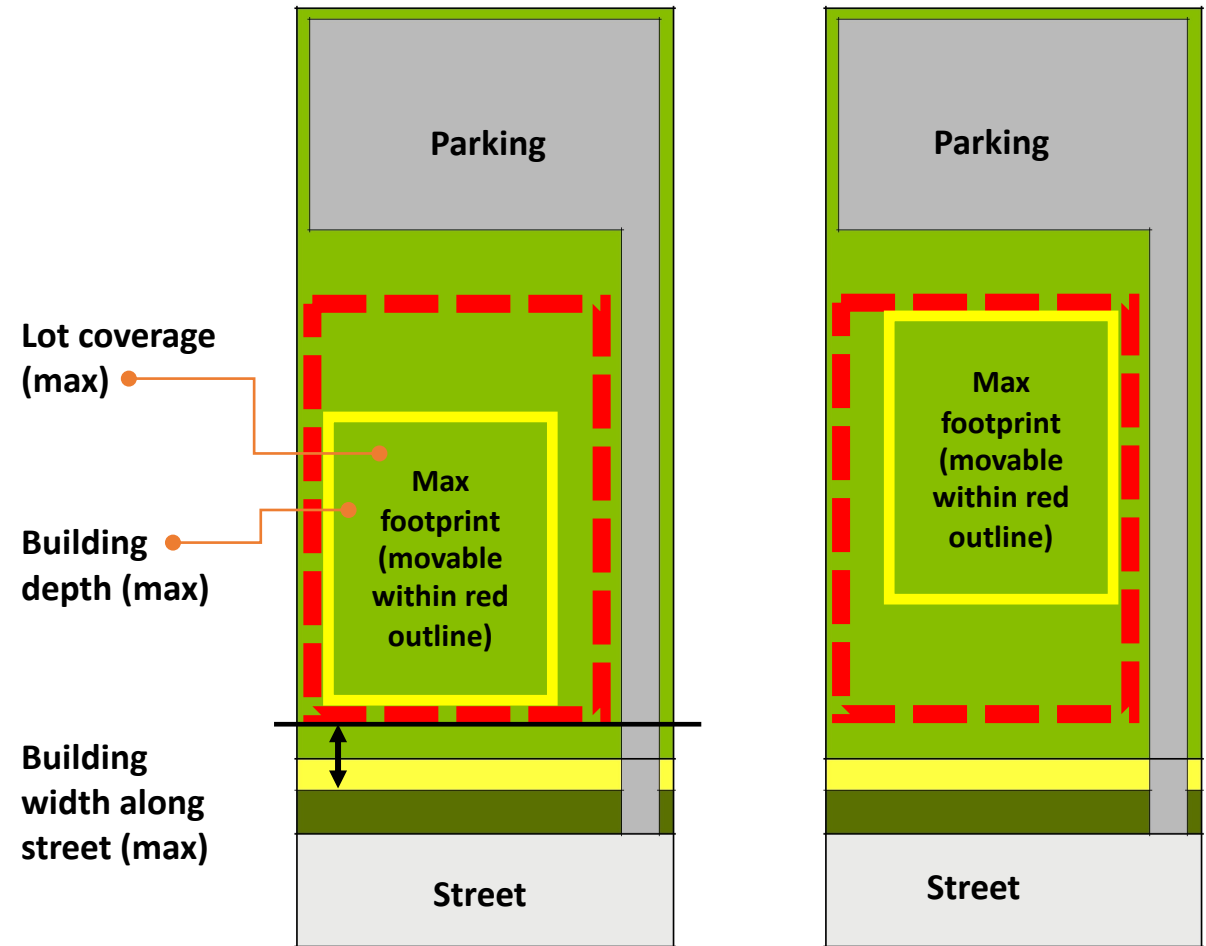 Parking
Parking
Lot coverage
(max)
Max
footprint
(movable
within red
outline)
Max
footprint
(movable
within red
outline)
Building
depth (max)
Building
width along
street (max)
Street
Street